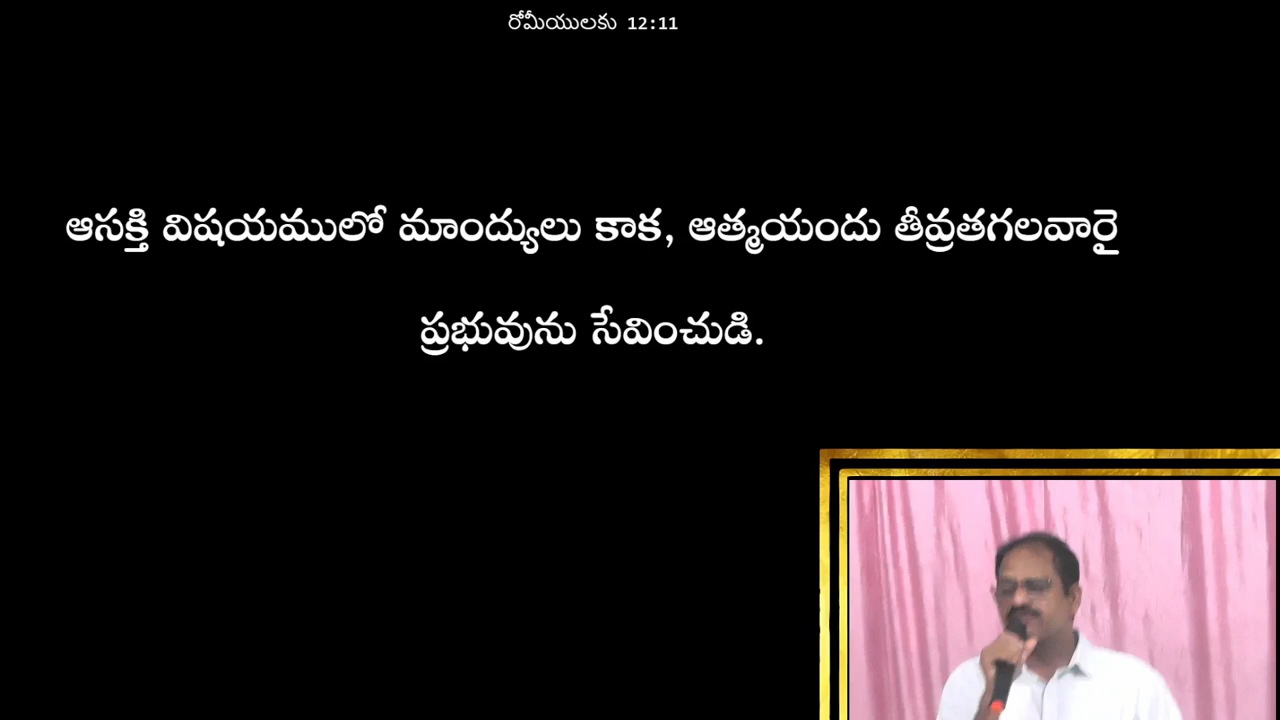 రోమీయులకు 12:11
ఆసక్తి విషయములో మాంద్యులు కాక, ఆత్మయందు తీవ్రతగలవారై
ప్రభువును సేవించుడి.